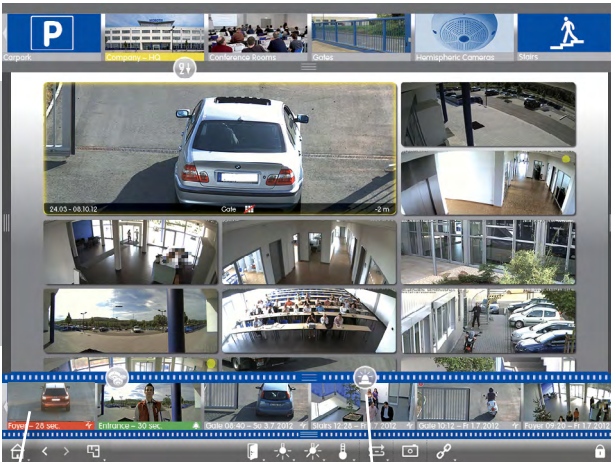 P
Carpark
Company – HQ
Conference Rooms
Gates
Hemispheric Cameras
Stairs
24.05 - 08.10.12 Gate -2 m
Foyer – 28 sec.
Entrance – 30 sec.
Gate 08:40 – Sa 3.7.2012
Stairs 12:28 – Fr 1.7.2012
Gate 10:12 – Fr 1.7.2012
Foyer 09:20 – Fr 1.7.2012